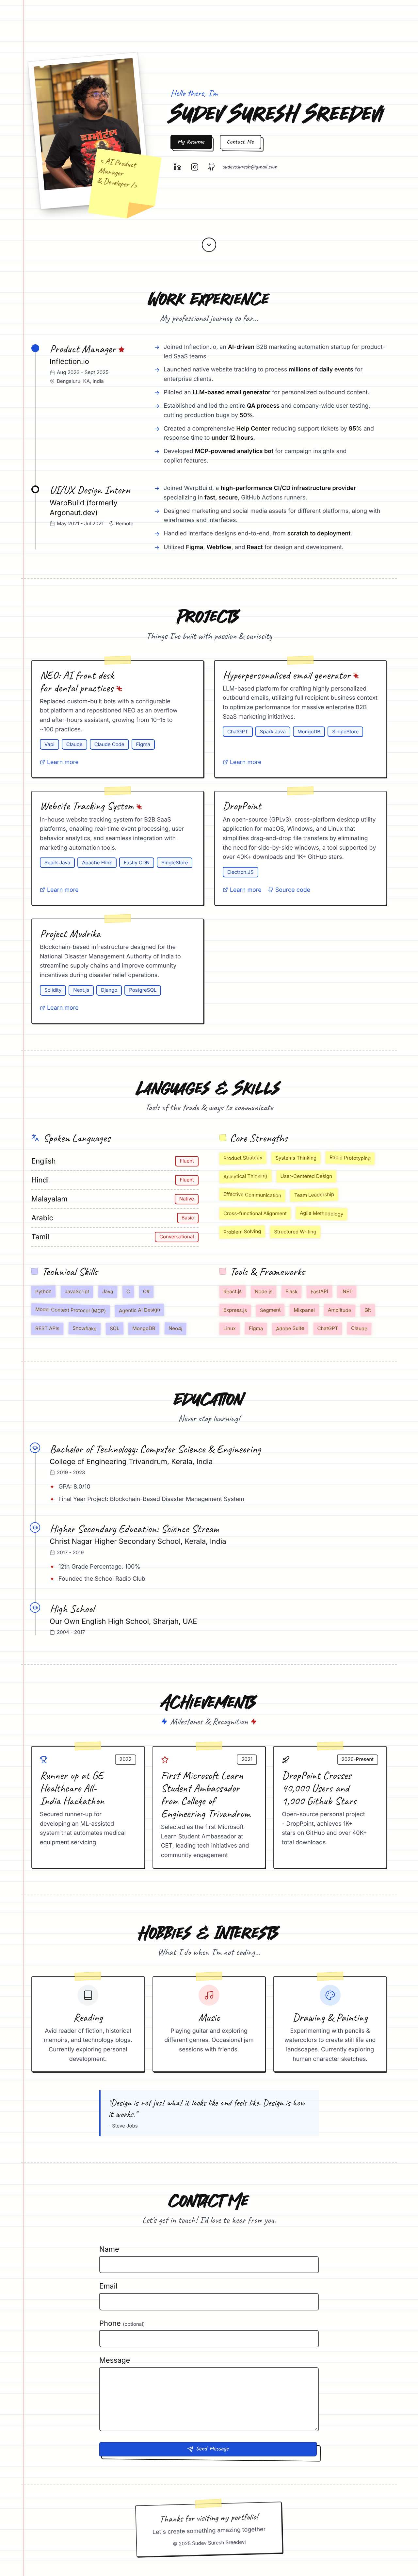 Hello there, I'm
SUDEV SURESH SREEDEVI
< AI Product
Manager
& Developer />
My Resume
Contact Me
sudevsuresh@gmail.com
WORK EXPERIENCE
My professional journey so far...
Product Manager
Inflection.io
Aug 2023 - Sept 2025
Bengaluru, KA, India
Joined Inflection.io, an AI-driven B2B marketing automation startup for product-
led SaaS teams.
Launched native website tracking to process millions of daily events for
enterprise clients.
Piloted an LLM-based email generator for personalized outbound content.
Established and led the entire QA process and company-wide user testing,
cutting production bugs by 50%.
Created a comprehensive Help Center reducing support tickets by 95% and
response time to under 12 hours.
Developed MCP-powered analytics bot for campaign insights and
copilot features.
UI/UX Design Intern
WarpBuild (formerly
Argonaut.dev)
May 2021 - Jul 2021 Remote
Joined WarpBuild, a high-performance CI/CD infrastructure provider
specializing in fast, secure, GitHub Actions runners.
Designed marketing and social media assets for different platforms, along with
wireframes and interfaces.
Handled interface designs end-to-end, from scratch to deployment.
Utilized Figma, Webflow, and React for design and development.
PROJECTS
Things I've built with passion & curiosity
NEO: AI front desk
for dental practices
Replaced custom-built bots with a configurable
bot platform and repositioned NEO as an overflow
and after-hours assistant, growing from 10–15 to
~100 practices.
Vapi Claude Claude Code Figma
Learn more
Hyperpersonalised email generator
LLM-based platform for crafting highly personalized
outbound emails, utilizing full recipient business context
to optimize performance for massive enterprise B2B
SaaS marketing initiatives.
ChatGPT Spark Java MongoDB SingleStore
Learn more
Website Tracking System
In-house website tracking system for B2B SaaS
platforms, enabling real-time event processing, user
behavior analytics, and seamless integration with
marketing automation tools.
Spark Java Apache Flink Fastly CDN SingleStore
Learn more
DropPoint
An open-source (GPLv3), cross-platform desktop utility
application for macOS, Windows, and Linux that
simplifies drag-and-drop file transfers by eliminating
the need for side-by-side windows, a tool supported by
over 40K+ downloads and 1K+ GitHub stars.
Electron.JS
Learn more Source code
Project Mudrika
Blockchain-based infrastructure designed for the
National Disaster Management Authority of India to
streamline supply chains and improve community
incentives during disaster relief operations.
Solidity Next.js Django PostgreSQL
Learn more
LANGUAGES & SKILLS
Tools of the trade & ways to communicate
Spoken Languages
English Fluent
Hindi Fluent
Malayalam Native
Arabic Basic
Tamil Conversational
Core Strengths
Product Strategy Systems Thinking Rapid Prototyping
Analytical Thinking User-Centered Design
Effective Communication Team Leadership
Cross-functional Alignment Agile Methodology
Problem Solving Structured Writing
Technical Skills
Python JavaScript Java C C#
Model Context Protocol (MCP) Agentic AI Design
REST APIs Snowflake SQL MongoDB Neo4j
Tools & Frameworks
React.js Node.js Flask FastAPI .NET
Express.js Segment Mixpanel Amplitude Git
Linux Figma Adobe Suite ChatGPT Claude
EDUCATION
Never stop learning!
Bachelor of Technology: Computer Science & Engineering
College of Engineering Trivandrum, Kerala, India
2019 - 2023
GPA: 8.0/10
Final Year Project: Blockchain-Based Disaster Management System
Higher Secondary Education: Science Stream
Christ Nagar Higher Secondary School, Kerala, India
2017 - 2019
12th Grade Percentage: 100%
Founded the School Radio Club
High School
Our Own English High School, Sharjah, UAE
2004 - 2017
ACHIEVEMENTS
Milestones & Recognition
2022
Runner up at GE
Healthcare All-
India Hackathon
Secured runner-up for
developing an ML-assisted
system that automates medical
equipment servicing.
2021
First Microsoft Learn
Student Ambassador
from College of
Engineering Trivandrum
Selected as the first Microsoft
Learn Student Ambassador at
CET, leading tech initiatives and
community engagement
2020-Present
DropPoint Crosses
40,000 Users and
1,000 Github Stars
Open-source personal project
- DropPoint, achieves 1K+
stars on GitHub and over 40K+
total downloads
HOBBIES & INTERESTS
What I do when I'm not coding...
Reading
Avid reader of fiction, historical
memoirs, and technology blogs.
Currently exploring personal
development.
Music
Playing guitar and exploring
different genres. Occasional jam
sessions with friends.
Drawing & Painting
Experimenting with pencils &
watercolors to create still life and
landscapes. Currently exploring
human character sketches.
"Design is not just what it looks like and feels like. Design is how
it works."
- Steve Jobs
CONTACT ME
Let's get in touch! I'd love to hear from you.
Name
Email
Phone (optional)
Message
Send Message
Thanks for visiting my portfolio!
Let's create something amazing together
© 2025 Sudev Suresh Sreedevi